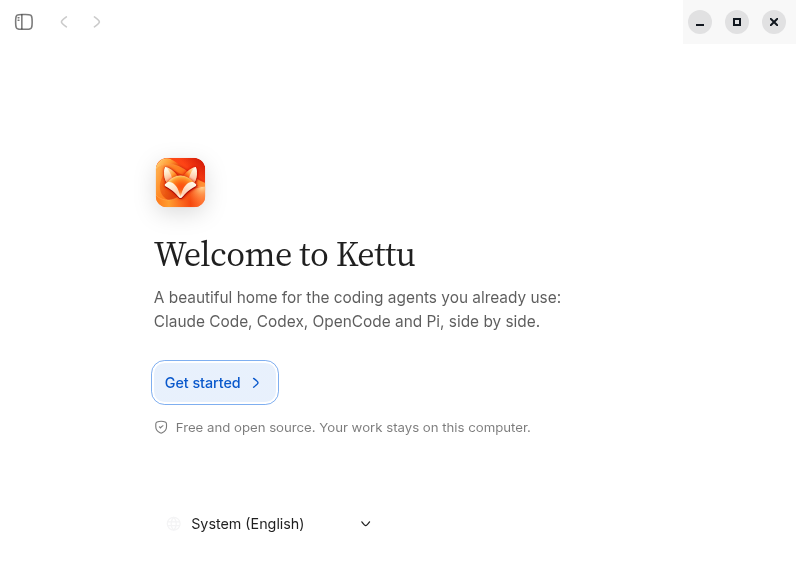 Welcome to Kettu
A beautiful home for the coding agents you already use:
Claude Code, Codex, OpenCode and Pi, side by side.
Get started
Free and open source. Your work stays on this computer.
System (English)